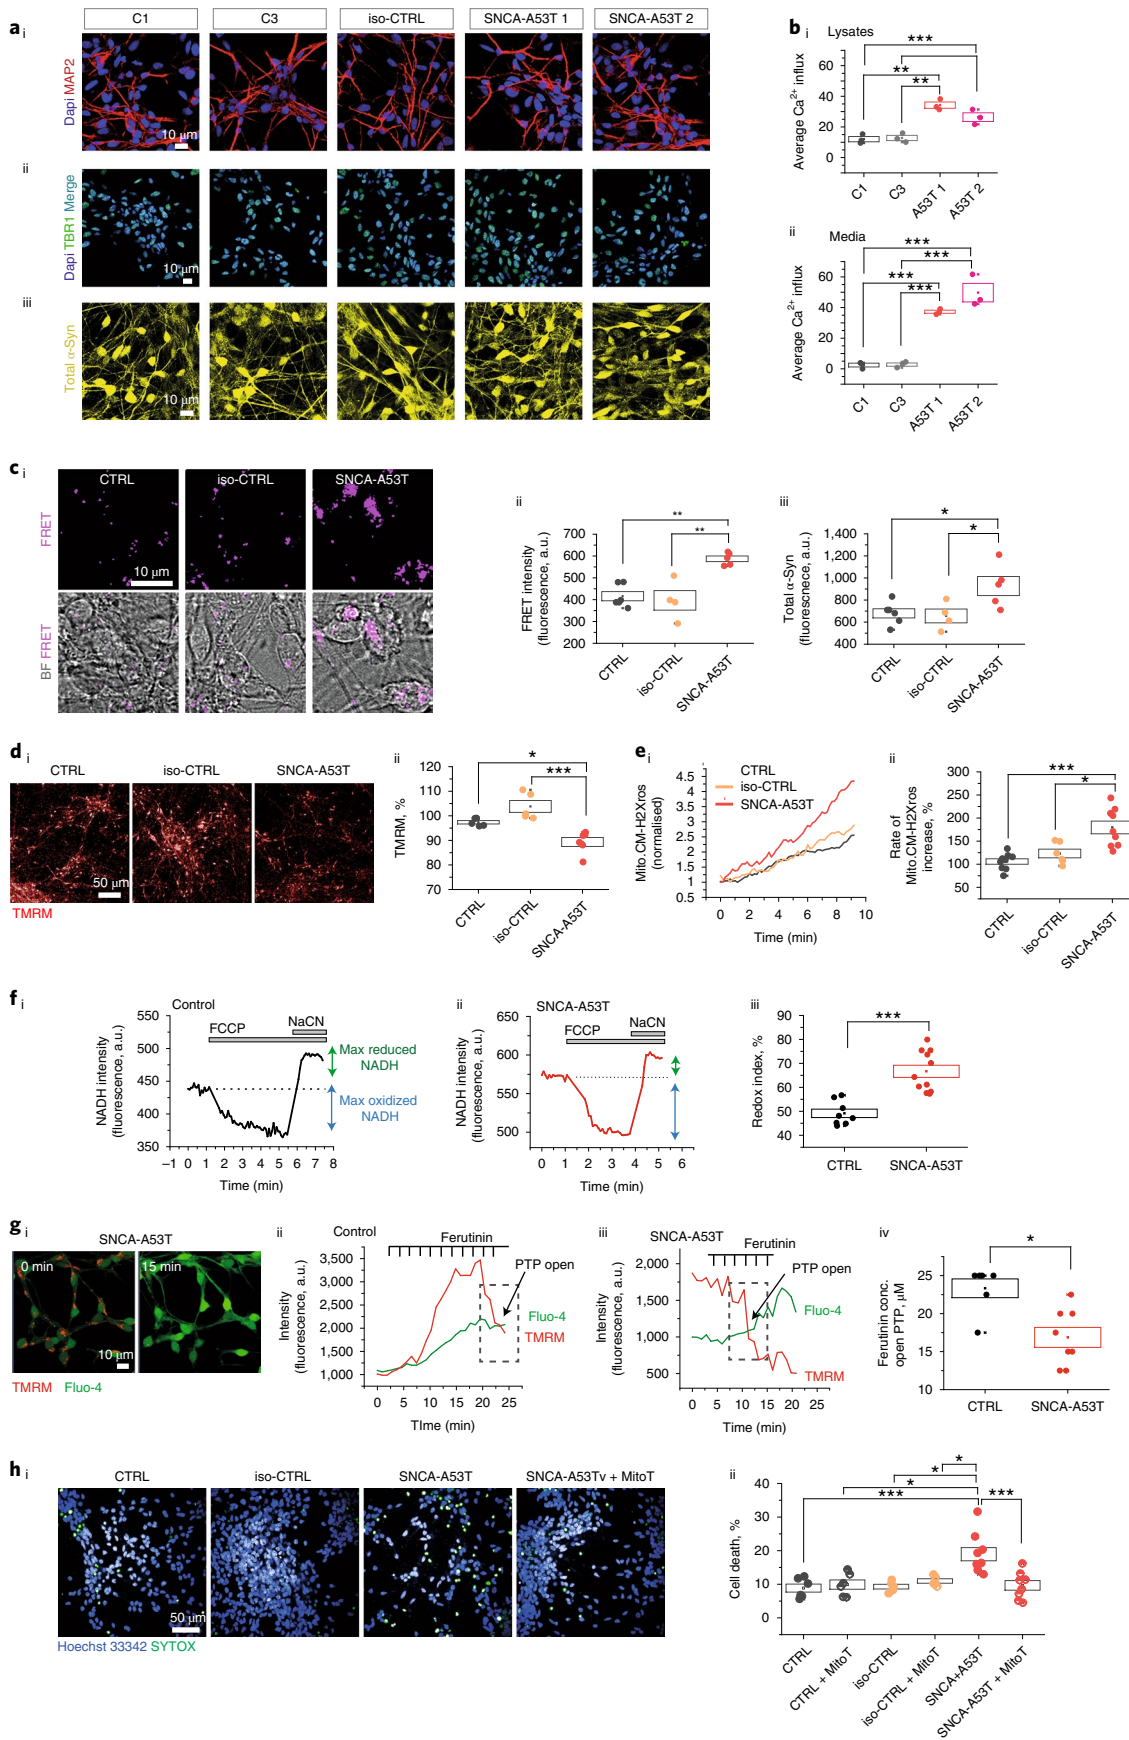 a i
C1
C3
iso-CTRL
SNCA-A53T 1
SNCA-A53T 2
Dapi MAP2
10 μm
ii
Dapi TBR1 Merge
10 μm
iii
Total α-Syn
10 μm
b i
Lysates
***
**
**
Average Ca2+ influx
60
40
20
0
C1
C3
A53T 1
A53T 2
ii
Media
***
***
***
***
Average Ca2+ influx
60
40
20
0
C1
C3
A53T 1
A53T 2
c i
CTRL
iso-CTRL
SNCA-A53T
FRET
10 μm
BF FRET
ii
**
**
FRET intensity
(fluorescence, a.u.)
700
600
500
400
300
200
CTRL
iso-CTRL
SNCA-A53T
iii
*
*
Total α-Syn
(fluorescnece, a.u.)
1,400
1,200
1,000
800
600
400
CTRL
iso-CTRL
SNCA-A53T
d i
CTRL
iso-CTRL
SNCA-A53T
50 μm
TMRM
ii
*
***
TMRM, %
120
110
100
90
80
70
CTRL
iso-CTRL
SNCA-A53T
e i
CTRL
iso-CTRL
SNCA-A53T
Mito.CM-H2Xros
(normalised)
4.5
4
3.5
3
2.5
2
1.5
1
0.5
0 2 4 6 8 10
Time (min)
ii
***
*
Rate of
Mito.CM-H2Xros
increase, %
300
250
200
150
100
50
CTRL
iso-CTRL
SNCA-A53T
f i
Control
FCCP
NaCN
Max reduced
NADH
Max oxidized
NADH
NADH intensity
(fluorescence, a.u.)
550
500
450
400
350
–1 0 1 2 3 4 5 6 7 8
Time (min)
ii
SNCA-A53T
FCCP
NaCN
NADH intensity
(fluorescence, a.u.)
650
600
550
500
0 1 2 3 4 5 6
Time (min)
iii
***
Redox index, %
90
80
70
60
50
40
CTRL
SNCA-A53T
g i
SNCA-A53T
0 min
15 min
10 μm
TMRM Fluo-4
ii
Control
Ferutinin
PTP open
Fluo-4
TMRM
Intensity
(fluorescence, a.u.)
3,500
3,000
2,500
2,000
1,500
1,000
0 5 10 15 20 25
TIme (min)
iii
SNCA-A53T
Ferutinin
PTP open
Fluo-4
TMRM
Intensity
(fluorescence, a.u.)
2,000
1,500
1,000
500
0 5 10 15 20 25
Time (min)
iv
*
Ferutinin conc.
open PTP, μM
25
20
15
10
CTRL
SNCA-A53T
h i
CTRL
iso-CTRL
SNCA-A53T
SNCA-A53Tv + MitoT
50 μm
Hoechst 33342 SYTOX
ii
*
*
*
***
***
Cell death, %
40
30
20
10
0
CTRL
CTRL + MitoT
iso-CTRL
iso-CTRL + MitoT
SNCA+A53T
SNCA-A53T + MitoT